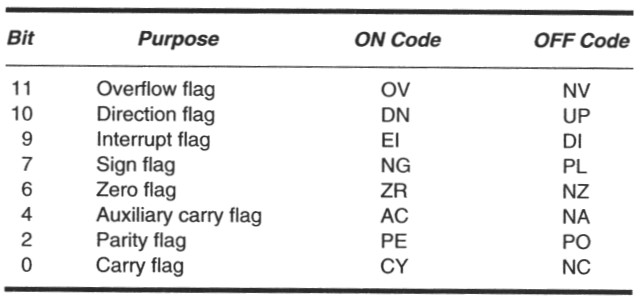 Bit Purpose ON Code OFF Code
11 Overflow flag OV NV
10 Direction flag DN UP
9 Interrupt flag EI DI
7 Sign flag NG PL
6 Zero flag ZR NZ
4 Auxiliary carry flag AC NA
2 Parity flag PE PO
0 Carry flag CY NC